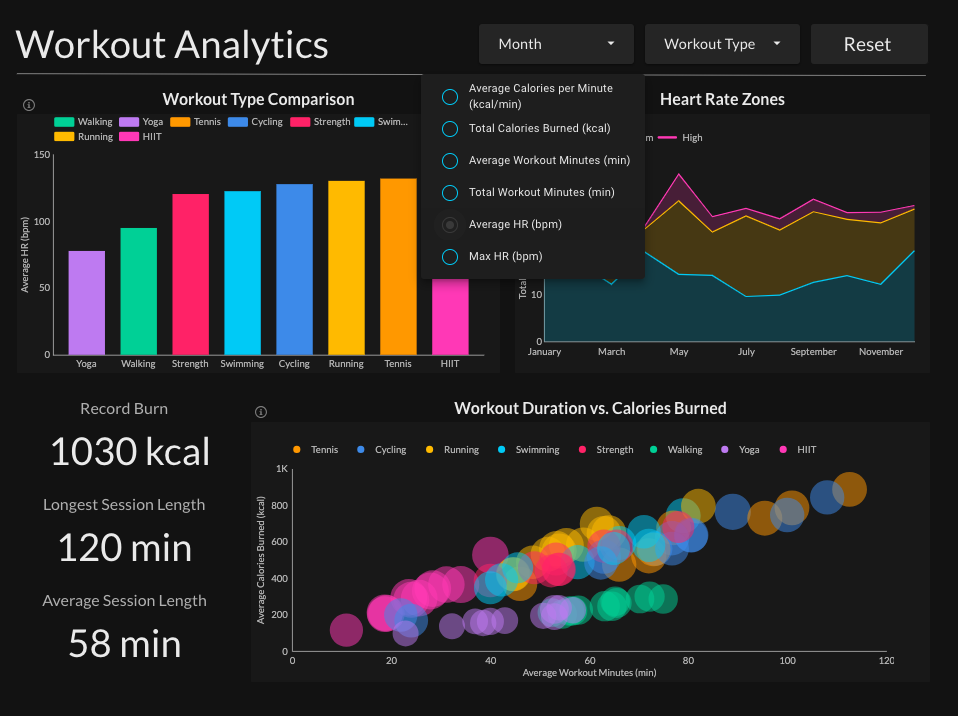 Workout Analytics
Month
Workout Type
Reset
Workout Type Comparison
Walking Yoga Tennis Cycling Strength Swim...
Running HIIT
Average HR (bpm)
150
100
50
0
Yoga Walking Strength Swimming Cycling Running Tennis HIIT
Average Calories per Minute
(kcal/min)
Total Calories Burned (kcal)
Average Workout Minutes (min)
Total Workout Minutes (min)
Average HR (bpm)
Max HR (bpm)
Heart Rate Zones
m High
Total
10
0
January March May July September November
Record Burn
1030 kcal
Longest Session Length
120 min
Average Session Length
58 min
Workout Duration vs. Calories Burned
Tennis Cycling Running Swimming Strength Walking Yoga HIIT
Average Calories Burned (kcal)
1K
800
600
400
200
0
0 20 40 60 80 100 120
Average Workout Minutes (min)